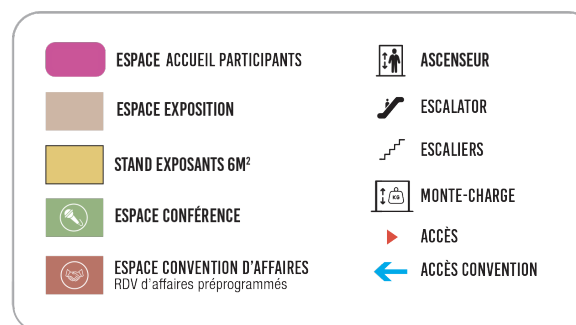 ESPACE ACCUEIL PARTICIPANTS
ESPACE EXPOSITION
STAND EXPOSANTS 6M²
ESPACE CONFÉRENCE
ESPACE CONVENTION D'AFFAIRES
RDV d'affaires préprogrammés
ASCENSEUR
ESCALATOR
ESCALIERS
KG
MONTE-CHARGE
ACCÈS
ACCÈS CONVENTION